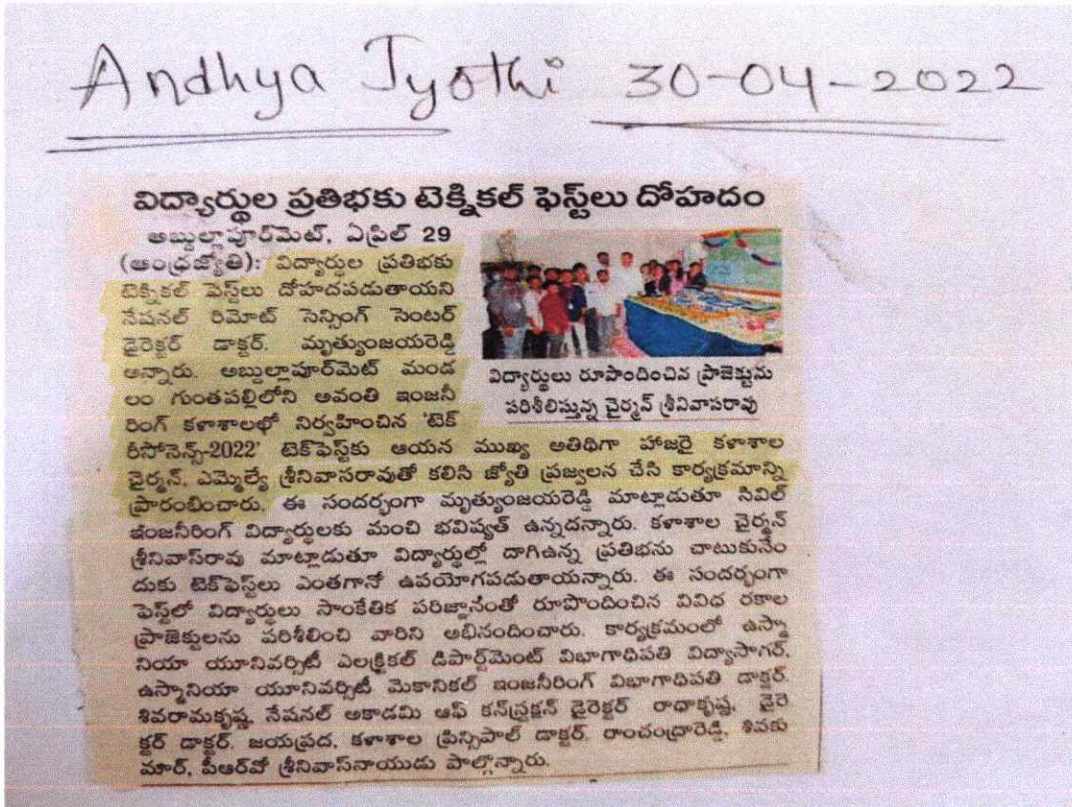 Andhya Jyothi 30-04-2022
విద్యార్థుల ప్రతిభకు టెక్నికల్ ఫెస్ట్‌లు దోహదం
అబ్దుల్లాపూర్‌మెట్, ఏప్రిల్ 29
(ఆంధ్రజ్యోతి): విద్యార్థుల ప్రతిభకు
టెక్నికల్ పెస్ట్‌లు దోహదపడుతాయని
నేషనల్ రిమోట్ సెన్సింగ్ సెంటర్
డైరెక్టర్ డాక్టర్. మృత్యుంజయరెడ్డి
అన్నారు. అబ్దుల్లాపూర్‌మెట్ మండ
లం గుంతపల్లిలోని అవంతి ఇంజనీ
రింగ్ కళాశాలలో నిర్వహించిన 'టెక్
రీసోనెన్స్-2022' టెక్‌ఫెస్ట్‌కు ఆయన ముఖ్య అతిథిగా హాజరై కళాశాల
చైర్మన్, ఎమ్మెల్యే శ్రీనివాసరావుతో కలిసి జ్యోతి ప్రజ్వలన చేసి కార్యక్రమాన్ని
ప్రారంభించారు. ఈ సందర్భంగా మృత్యుంజయరెడ్డి మాట్లాడుతూ సివిల్
ఇంజనీరింగ్ విద్యార్థులకు మంచి భవిష్యత్ ఉన్నదన్నారు. కళాశాల చైర్మన్
శ్రీనివాస్‌రావు మాట్లాడుతూ విద్యార్థుల్లో దాగిఉన్న ప్రతిభను చాటుకునేం
దుకు టెక్‌ఫెస్ట్‌లు ఎంతగానో ఉపయోగపడుతాయన్నారు. ఈ సందర్భంగా
ఫెస్ట్‌లో విద్యార్థులు సాంకేతిక పరిజ్ఞానంతో రూపొందించిన వివిధ రకాల
ప్రాజెక్టులను పరిశీలించి వారిని అభినందించారు. కార్యక్రమంలో ఉస్మా
నియా యూనివర్సిటీ ఎలక్ట్రికల్ డిపార్ట్‌మెంట్ విభాగాధిపతి విద్యాసాగర్,
ఉస్మానియా యూనివర్సిటీ మెకానికల్ ఇంజనీరింగ్ విభాగాధిపతి డాక్టర్.
శివరామకృష్ణ, నేషనల్ అకాడమి ఆఫ్ కన్‌స్ట్రక్షన్ డైరెక్టర్ రాధాకృష్ణ, డైరె
క్టర్ డాక్టర్. జయప్రద, కళాశాల ప్రిన్సిపాల్ డాక్టర్. రాంచంద్రారెడ్డి, శివకు
మార్, పీఆర్‌వో శ్రీనివాస్‌నాయుడు పాల్గొన్నారు.
విద్యార్థులు రూపొందించిన ప్రాజెక్టును
పరిశీలిస్తున్న చైర్మన్ శ్రీనివాసరావు